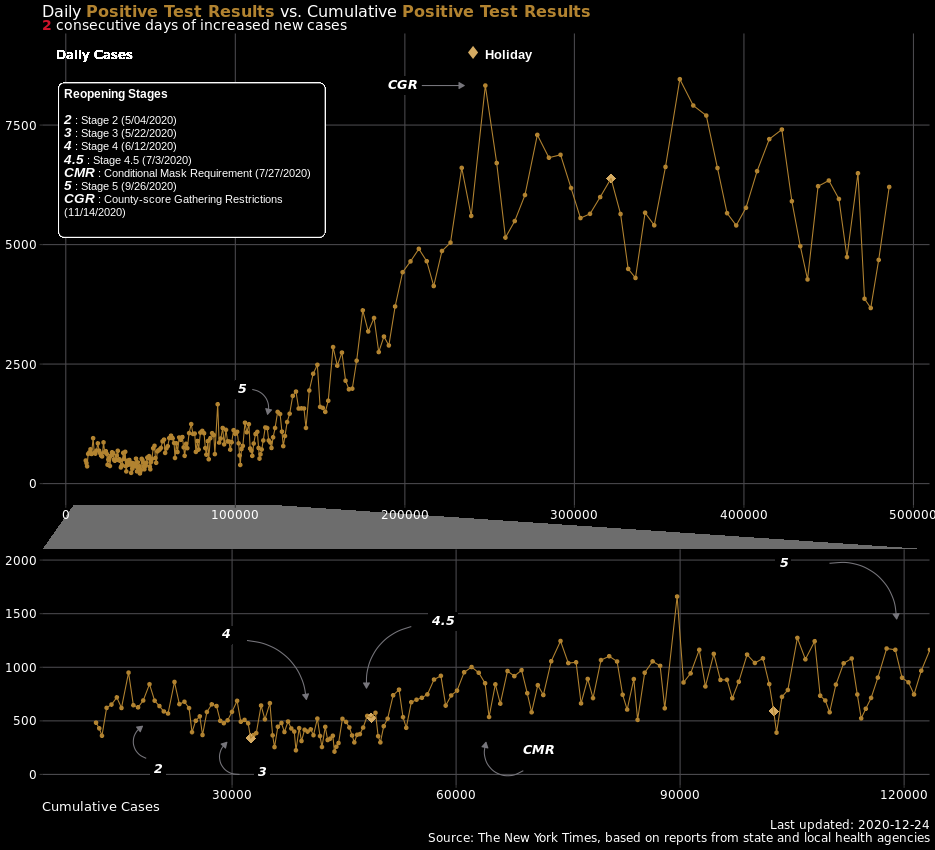 Daily Positive Test Results vs. Cumulative Positive Test Results
2 consecutive days of increased new cases
Daily Cases
Holiday
CGR
Reopening Stages
2 : Stage 2 (5/04/2020)
3 : Stage 3 (5/22/2020)
4 : Stage 4 (6/12/2020)
4.5 : Stage 4.5 (7/3/2020)
CMR : Conditional Mask Requirement (7/27/2020)
5 : Stage 5 (9/26/2020)
CGR : County-score Gathering Restrictions
(11/14/2020)
7500
5000
2500
5
0
0 100000 200000 300000 400000 500000
2000
5
1500
4
4.5
1000
500
CMR
2
3
0
30000 60000 90000 120000
Cumulative Cases
Last updated: 2020-12-24
Source: The New York Times, based on reports from state and local health agencies